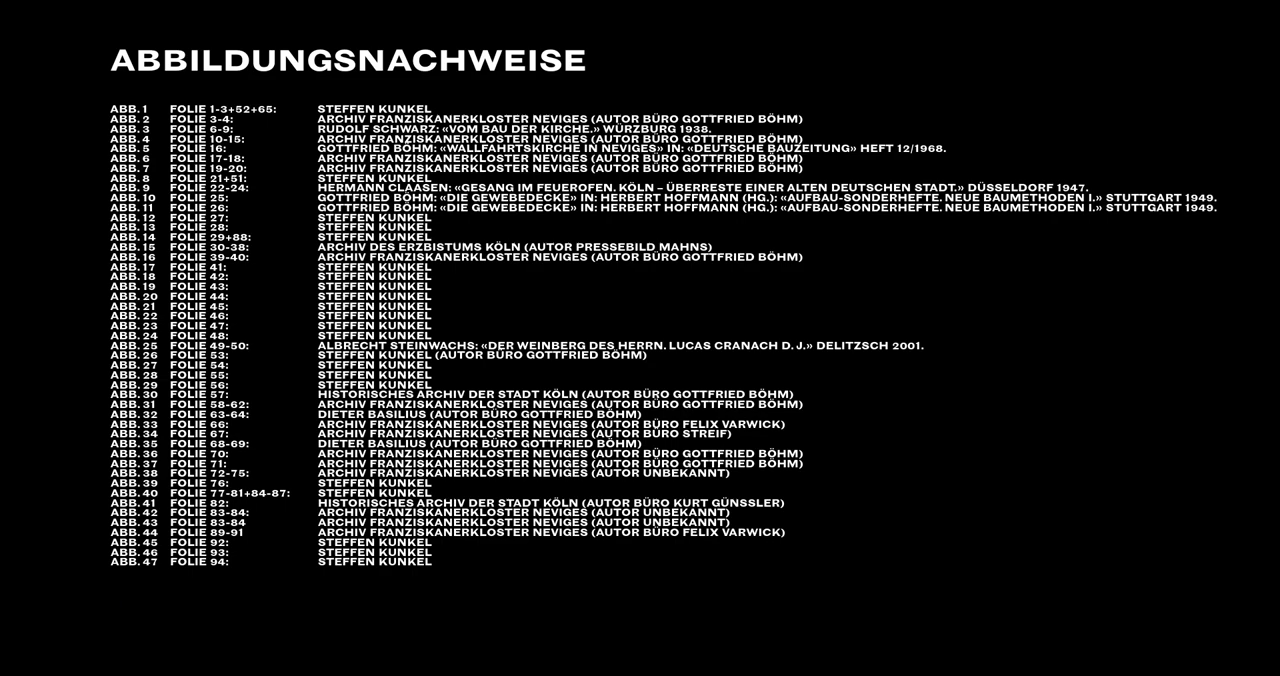 ABBILDUNGSNACHWEISE
ABB. 1 FOLIE 1-3+52+65: STEFFEN KUNKEL
ABB. 2 FOLIE 3-4: ARCHIV FRANZISKANERKLOSTER NEVIGES (AUTOR BÜRO GOTTFRIED BÖHM)
ABB. 3 FOLIE 6-9: RUDOLF SCHWARZ: «VOM BAU DER KIRCHE.» WÜRZBURG 1938.
ABB. 4 FOLIE 10-15: ARCHIV FRANZISKANERKLOSTER NEVIGES (AUTOR BÜRO GOTTFRIED BÖHM)
ABB. 5 FOLIE 16: GOTTFRIED BÖHM: «WALLFAHRTSKIRCHE IN NEVIGES» IN: «DEUTSCHE BAUZEITUNG» HEFT 12/1968.
ABB. 6 FOLIE 17-18: ARCHIV FRANZISKANERKLOSTER NEVIGES (AUTOR BÜRO GOTTFRIED BÖHM)
ABB. 7 FOLIE 19-20: ARCHIV FRANZISKANERKLOSTER NEVIGES (AUTOR BÜRO GOTTFRIED BÖHM)
ABB. 8 FOLIE 21+51: STEFFEN KUNKEL
ABB. 9 FOLIE 22-24: HERMANN CLAASEN: «GESANG IM FEUEROFEN. KÖLN – ÜBERRESTE EINER ALTEN DEUTSCHEN STADT.» DÜSSELDORF 1947.
ABB. 10 FOLIE 25: GOTTFRIED BÖHM: «DIE GEWEBEDECKE» IN: HERBERT HOFFMANN (HG.): «AUFBAU-SONDERHEFTE. NEUE BAUMETHODEN I.» STUTTGART 1949.
ABB. 11 FOLIE 26: GOTTFRIED BÖHM: «DIE GEWEBEDECKE» IN: HERBERT HOFFMANN (HG.): «AUFBAU-SONDERHEFTE. NEUE BAUMETHODEN I.» STUTTGART 1949.
ABB. 12 FOLIE 27: STEFFEN KUNKEL
ABB. 13 FOLIE 28: STEFFEN KUNKEL
ABB. 14 FOLIE 29+88: STEFFEN KUNKEL
ABB. 15 FOLIE 30-38: ARCHIV DES ERZBISTUMS KÖLN (AUTOR PRESSEBILD MAHNS)
ABB. 16 FOLIE 39-40: ARCHIV FRANZISKANERKLOSTER NEVIGES (AUTOR BÜRO GOTTFRIED BÖHM)
ABB. 17 FOLIE 41: STEFFEN KUNKEL
ABB. 18 FOLIE 42: STEFFEN KUNKEL
ABB. 19 FOLIE 43: STEFFEN KUNKEL
ABB. 20 FOLIE 44: STEFFEN KUNKEL
ABB. 21 FOLIE 45: STEFFEN KUNKEL
ABB. 22 FOLIE 46: STEFFEN KUNKEL
ABB. 23 FOLIE 47: STEFFEN KUNKEL
ABB. 24 FOLIE 48: STEFFEN KUNKEL
ABB. 25 FOLIE 49-50: ALBRECHT STEINWACHS: «DER WEINBERG DES HERRN. LUCAS CRANACH D. J.» DELITZSCH 2001.
ABB. 26 FOLIE 53: STEFFEN KUNKEL (AUTOR BÜRO GOTTFRIED BÖHM)
ABB. 27 FOLIE 54: STEFFEN KUNKEL
ABB. 28 FOLIE 55: STEFFEN KUNKEL
ABB. 29 FOLIE 56: STEFFEN KUNKEL
ABB. 30 FOLIE 57: HISTORISCHES ARCHIV DER STADT KÖLN (AUTOR BÜRO GOTTFRIED BÖHM)
ABB. 31 FOLIE 58-62: ARCHIV FRANZISKANERKLOSTER NEVIGES (AUTOR BÜRO GOTTFRIED BÖHM)
ABB. 32 FOLIE 63-64: DIETER BASILIUS (AUTOR BÜRO GOTTFRIED BÖHM)
ABB. 33 FOLIE 66: ARCHIV FRANZISKANERKLOSTER NEVIGES (AUTOR BÜRO FELIX VARWICK)
ABB. 34 FOLIE 67: ARCHIV FRANZISKANERKLOSTER NEVIGES (AUTOR BÜRO STREIF)
ABB. 35 FOLIE 68-69: DIETER BASILIUS (AUTOR BÜRO GOTTFRIED BÖHM)
ABB. 36 FOLIE 70: ARCHIV FRANZISKANERKLOSTER NEVIGES (AUTOR BÜRO GOTTFRIED BÖHM)
ABB. 37 FOLIE 71: ARCHIV FRANZISKANERKLOSTER NEVIGES (AUTOR BÜRO GOTTFRIED BÖHM)
ABB. 38 FOLIE 72-75: ARCHIV FRANZISKANERKLOSTER NEVIGES (AUTOR UNBEKANNT)
ABB. 39 FOLIE 76: STEFFEN KUNKEL
ABB. 40 FOLIE 77-81+84-87: STEFFEN KUNKEL
ABB. 41 FOLIE 82: HISTORISCHES ARCHIV DER STADT KÖLN (AUTOR BÜRO KURT GÜNSSLER)
ABB. 42 FOLIE 83-84: ARCHIV FRANZISKANERKLOSTER NEVIGES (AUTOR UNBEKANNT)
ABB. 43 FOLIE 83-84 ARCHIV FRANZISKANERKLOSTER NEVIGES (AUTOR UNBEKANNT)
ABB. 44 FOLIE 89-91 ARCHIV FRANZISKANERKLOSTER NEVIGES (AUTOR BÜRO FELIX VARWICK)
ABB. 45 FOLIE 92: STEFFEN KUNKEL
ABB. 46 FOLIE 93: STEFFEN KUNKEL
ABB. 47 FOLIE 94: STEFFEN KUNKEL